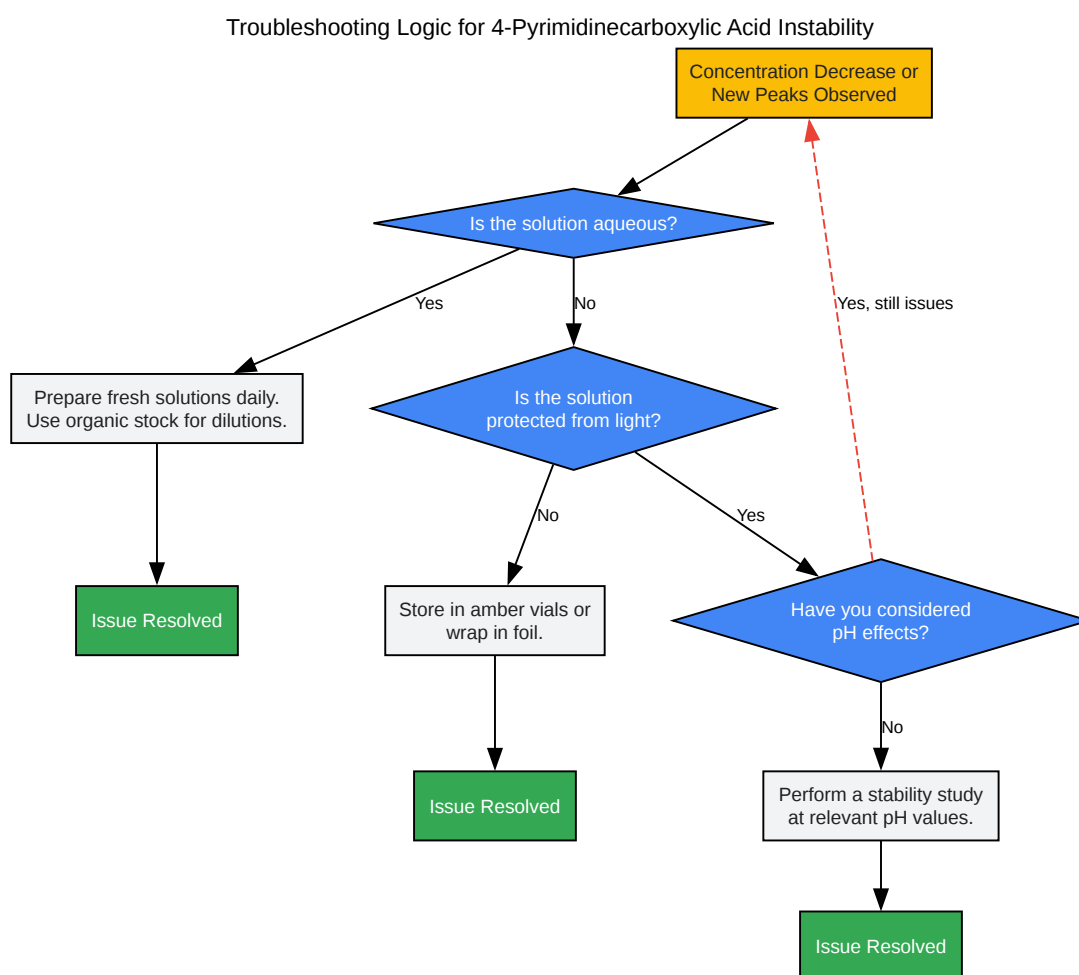 Troubleshooting Logic for 4-Pyrimidinecarboxylic Acid Instability
Concentration Decrease or
New Peaks Observed
Is the solution aqueous?
Yes
No
Yes, still issues
Prepare fresh solutions daily.
Use organic stock for dilutions.
Is the solution
protected from light?
No
Yes
Issue Resolved
Store in amber vials or
wrap in foil.
Have you considered
pH effects?
No
Issue Resolved
Perform a stability study
at relevant pH values.
Issue Resolved